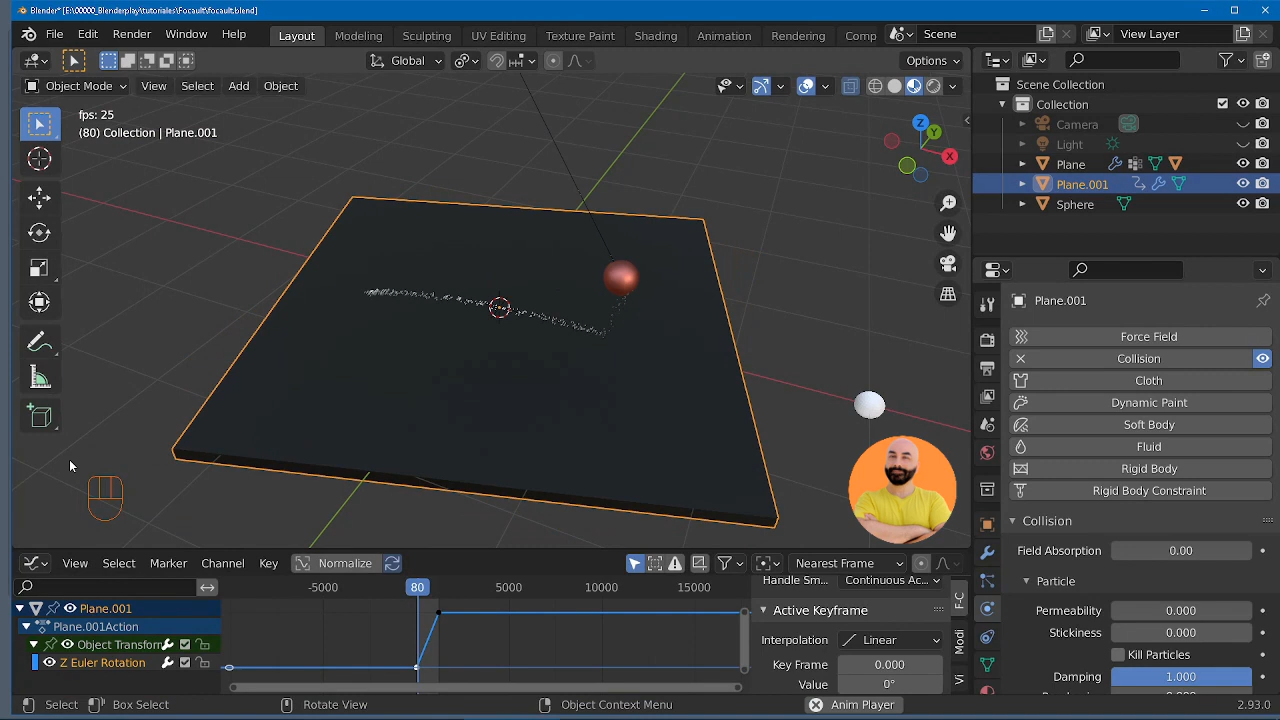 Blender* [E:\00000_Blenderplay\tutoriales\Focault\focault.blend]
File Edit Render Window Help Layout Modeling Sculpting UV Editing Texture Paint Shading Animation Rendering Comp Scene View Layer
Global Options
Object Mode View Select Add Object
fps: 25
(80) Collection | Plane.001
Z
Y
X
Scene Collection
Collection
Camera
Light
Plane
Plane.001
Sphere
Plane.001
Force Field
Collision
Cloth
Dynamic Paint
Soft Body
Fluid
Rigid Body
Rigid Body Constraint
Collision
Field Absorption 0.00
Particle
Permeability 0.000
Stickiness 0.000
Kill Particles
Damping 1.000
View Select Marker Channel Key Normalize Nearest Frame
-5000 80 5000 10000 15000
Plane.001
Plane.001Action
Object Transform
Z Euler Rotation
Handle Sm... Continuous Ac...
Active Keyframe
Interpolation Linear
Key Frame 0.000
Value 0°
F-C
Modi
Vi
Select Box Select Rotate View Object Context Menu Anim Player 2.93.0